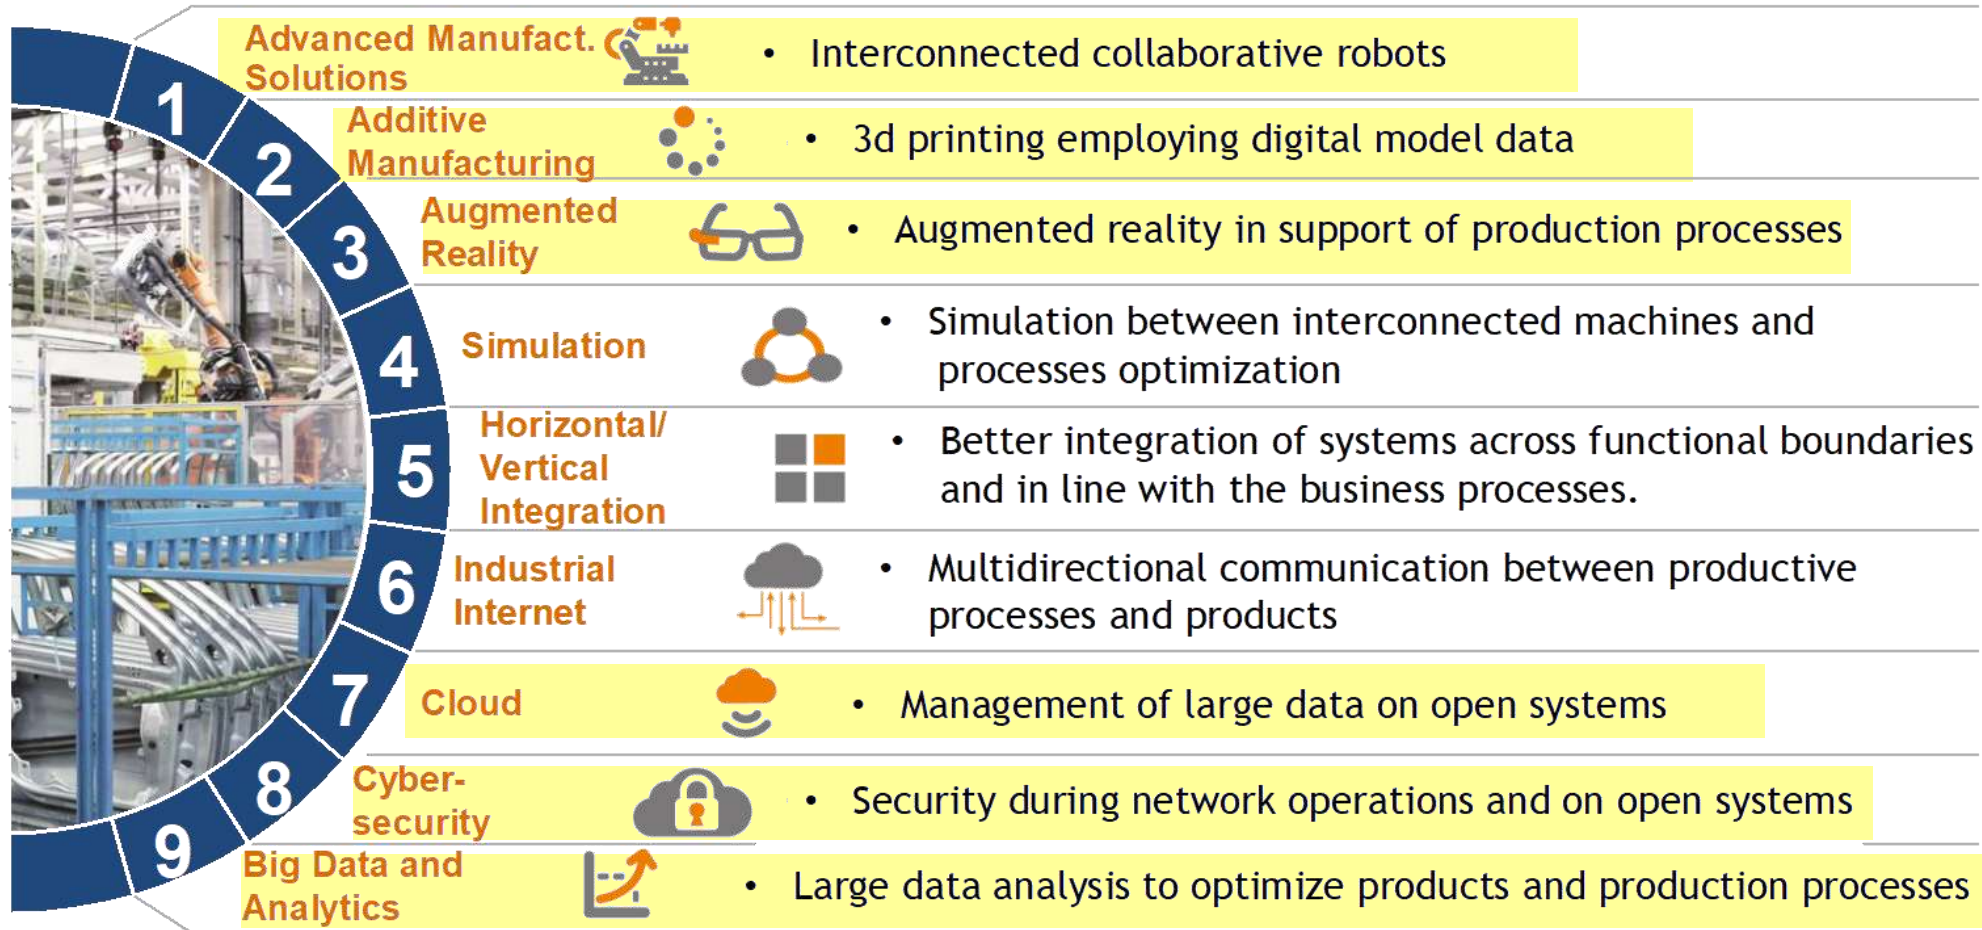 1
Advanced Manufact.
Solutions
• Interconnected collaborative robots
2
Additive
Manufacturing
• 3d printing employing digital model data
3
Augmented
Reality
• Augmented reality in support of production processes
4
Simulation
• Simulation between interconnected machines and
processes optimization
5
Horizontal/
Vertical
Integration
• Better integration of systems across functional boundaries
and in line with the business processes.
6
Industrial
Internet
• Multidirectional communication between productive
processes and products
7
Cloud
• Management of large data on open systems
8
Cyber-
security
• Security during network operations and on open systems
9
Big Data and
Analytics
• Large data analysis to optimize products and production processes